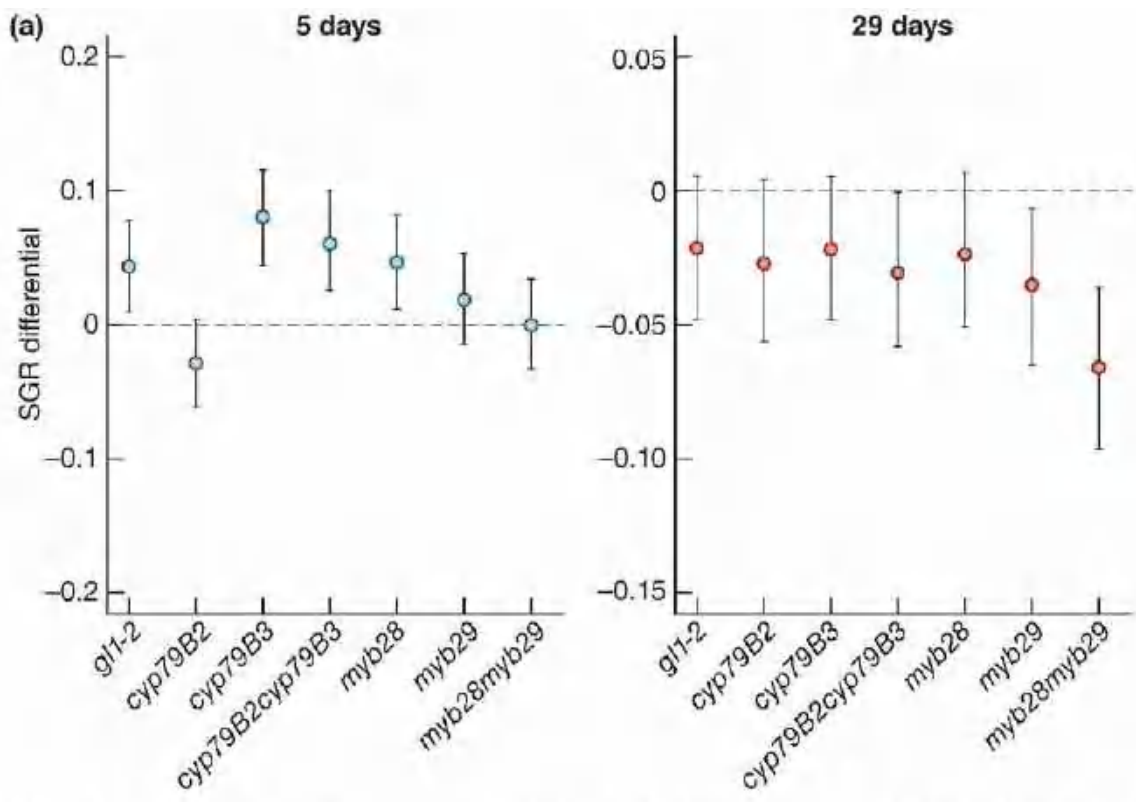 (a)
5 days
29 days
SGR differential
0.2
0.1
0
−0.1
−0.2
gl1-2
cyp79B2
cyp79B3
cyp79B2cyp79B3
myb28
myb29
myb28myb29
0.05
0
−0.05
−0.10
−0.15
gl1-2
cyp79B2
cyp79B3
cyp79B2cyp79B3
myb28
myb29
myb28myb29